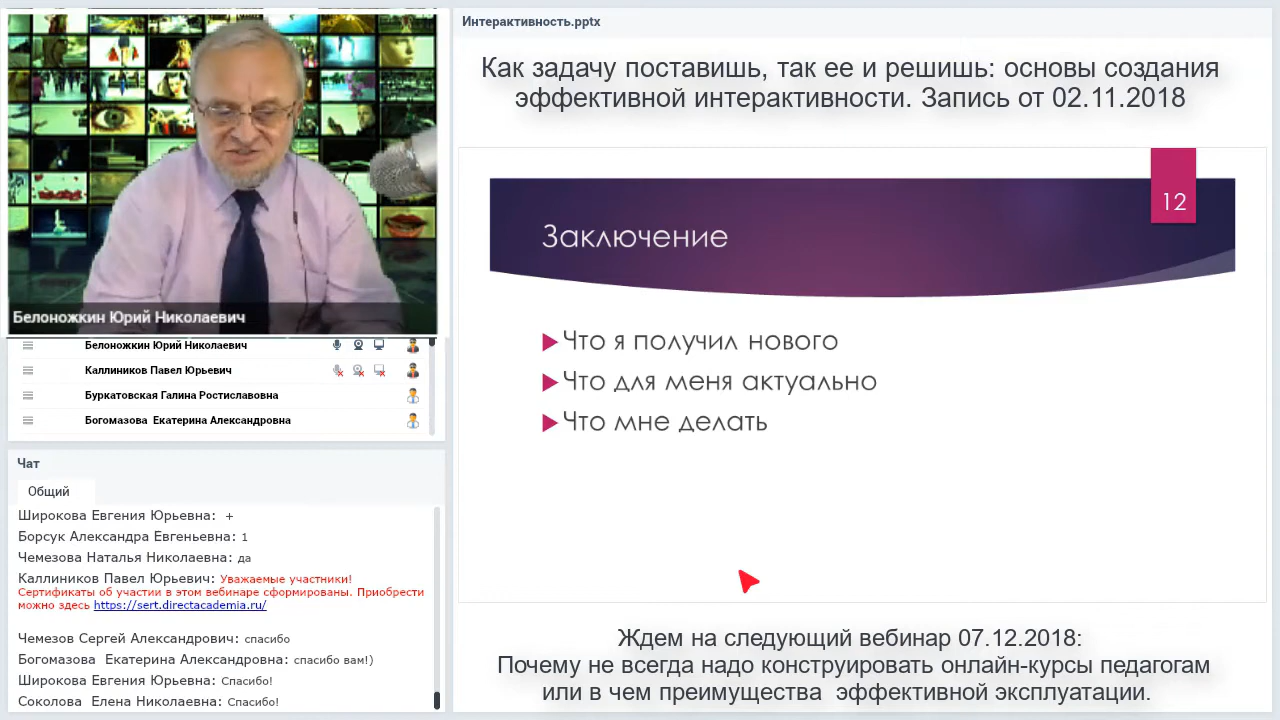 Интерактивность.pptx
Как задачу поставишь, так ее и решишь: основы создания
эффективной интерактивности. Запись от 02.11.2018
12
Заключение
Что я получил нового
Что для меня актуально
Что мне делать
Ждем на следующий вебинар 07.12.2018:
Почему не всегда надо конструировать онлайн-курсы педагогам
или в чем преимущества эффективной эксплуатации.
Белоножкин Юрий Николаевич
Белоножкин Юрий Николаевич
Каллиников Павел Юрьевич
Буркатовская Галина Ростиславовна
Богомазова Екатерина Александровна
Чат
Общий
Широкова Евгения Юрьевна: +
Борсук Александра Евгеньевна: 1
Чемезова Наталья Николаевна: да
Каллиников Павел Юрьевич: Уважаемые участники!
Сертификаты об участии в этом вебинаре сформированы. Приобрести
можно здесь https://sert.directacademia.ru/
Чемезов Сергей Александрович: спасибо
Богомазова Екатерина Александровна: спасибо вам!)
Широкова Евгения Юрьевна: Спасибо!
Соколова Елена Николаевна: Спасибо!